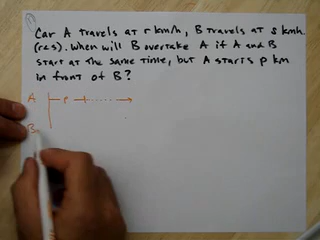 Car A travels at r km/h, B travels at s kmh.
(r<s). When will B overtake A if A and B
start at the same time, but A starts p km
in front of B?
A p
B